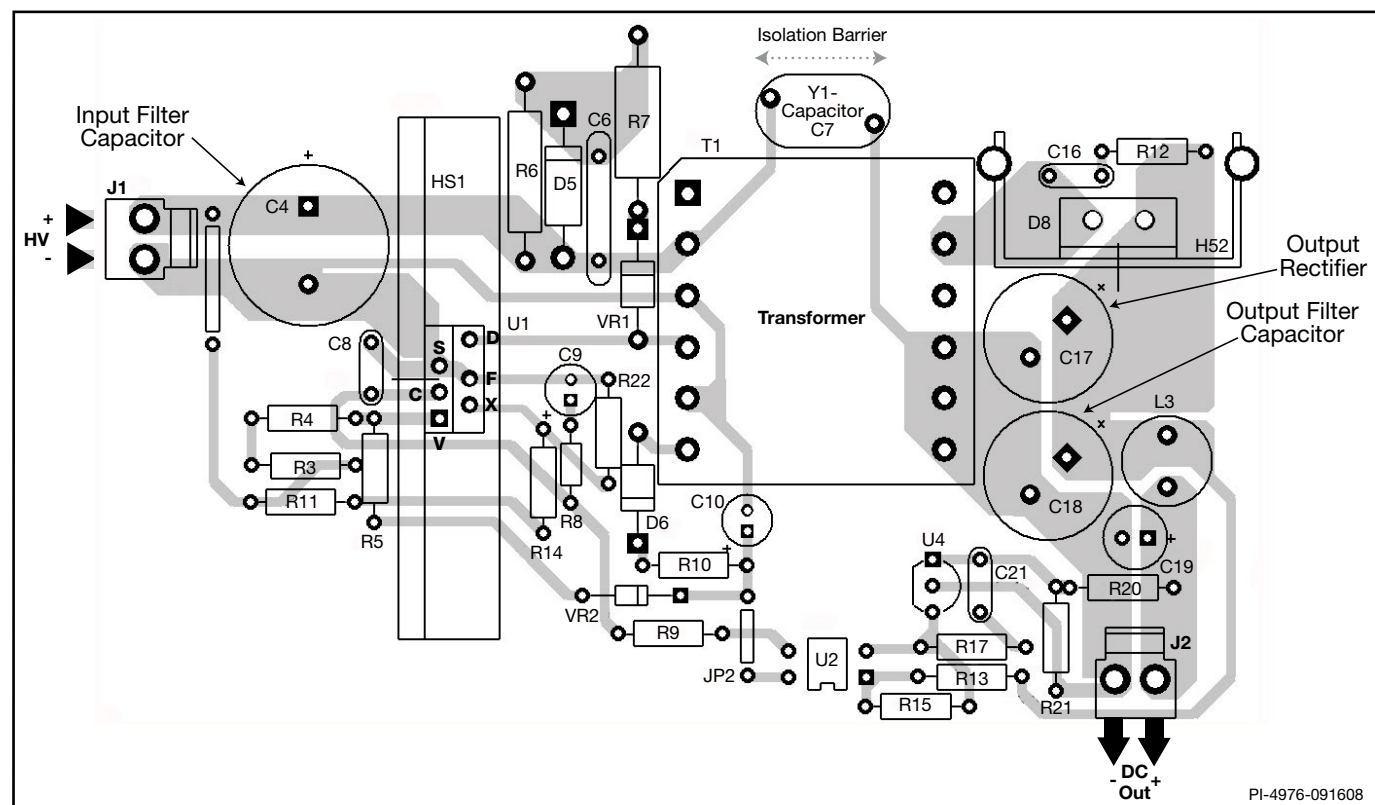 Isolation Barrier
Y1-
Capacitor
C7
Input Filter
Capacitor
+
C6
R7
T1
R6
D5
C16
R12
J1
HS1
C4
+
HV
-
D8
H52
Output
Rectifier
x
VR1
Transformer
U1
D
S
C8
F
C
X
V
C9
R22
+
C17
Output Filter
Capacitor
x
L3
R4
R3
R11
R5
R14
R8
D6
C10
+
C18
+
C19
R10
U4
C21
R20
VR2
R9
JP2
U2
R17
R13
R15
R21
J2
- DC +
Out
PI-4976-091608